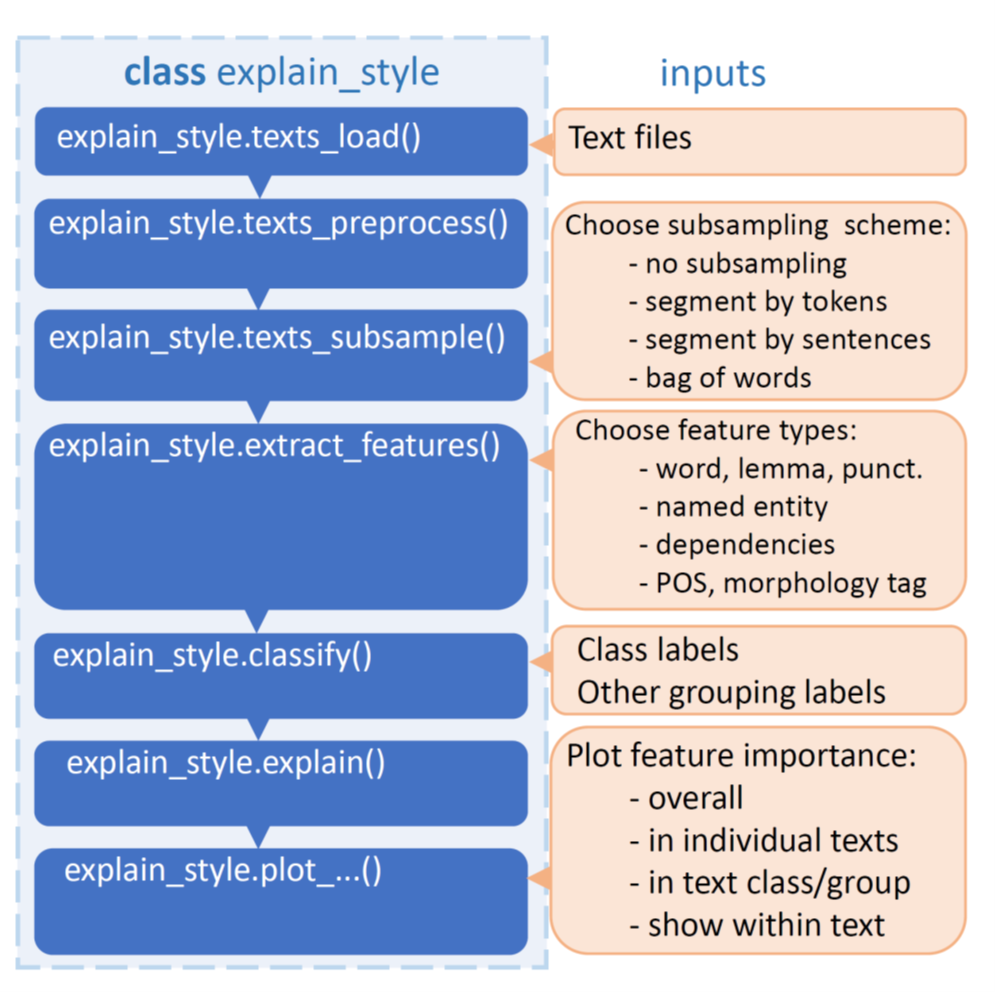 class explain_style
inputs
explain_style.texts_load()
Text files
explain_style.texts_preprocess()
explain_style.texts_subsample()
Choose subsampling scheme:
- no subsampling
- segment by tokens
- segment by sentences
- bag of words
explain_style.extract_features()
Choose feature types:
- word, lemma, punct.
- named entity
- dependencies
- POS, morphology tag
explain_style.classify()
Class labels
Other grouping labels
explain_style.explain()
explain_style.plot_...()
Plot feature importance:
- overall
- in individual texts
- in text class/group
- show within text